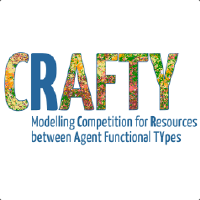 CRAFTY
Modelling Competition for Resources
between Agent Functional TYpes